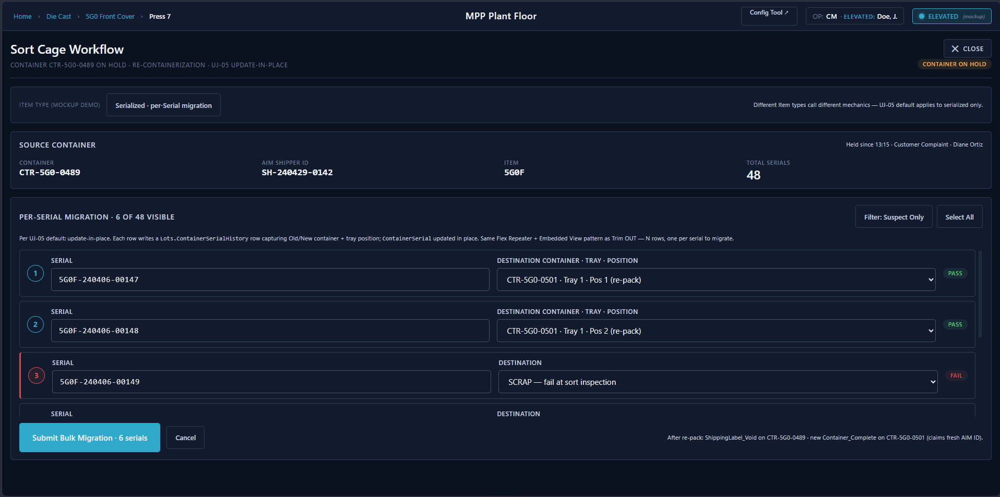 Home › Die Cast › 5G0 Front Cover › Press 7
MPP Plant Floor
Config Tool ↗
OP: CM · ELEVATED: Doe, J.
ELEVATED (mockup)
Sort Cage Workflow
CLOSE
CONTAINER CTR-5G0-0489 ON HOLD · RE-CONTAINERIZATION · UJ-05 UPDATE-IN-PLACE
CONTAINER ON HOLD
ITEM TYPE (MOCKUP DEMO)
Serialized · per-Serial migration
Different Item types call different mechanics — UJ-05 default applies to serialized only.
SOURCE CONTAINER
Held since 13:15 · Customer Complaint · Diane Ortiz
CONTAINER
CTR-5G0-0489
AIM SHIPPER ID
SH-240429-0142
ITEM
5G0F
TOTAL SERIALS
48
PER-SERIAL MIGRATION · 6 OF 48 VISIBLE
Filter: Suspect Only
Select All
Per UJ-05 default: update-in-place. Each row writes a Lots.ContainerSerialHistory row capturing Old/New container + tray position; ContainerSerial updated in place. Same Flex Repeater + Embedded View pattern as Trim OUT — N rows, one per serial to migrate.
1
SERIAL
5G0F-240406-00147
DESTINATION CONTAINER · TRAY · POSITION
CTR-5G0-0501 · Tray 1 · Pos 1 (re-pack)
PASS
2
SERIAL
5G0F-240406-00148
DESTINATION CONTAINER · TRAY · POSITION
CTR-5G0-0501 · Tray 1 · Pos 2 (re-pack)
PASS
3
SERIAL
5G0F-240406-00149
DESTINATION
SCRAP — fail at sort inspection
FAIL
SERIAL
DESTINATION
Submit Bulk Migration · 6 serials
Cancel
After re-pack: ShippingLabel_Void on CTR-5G0-0489 · new Container_Complete on CTR-5G0-0501 (claims fresh AIM ID).